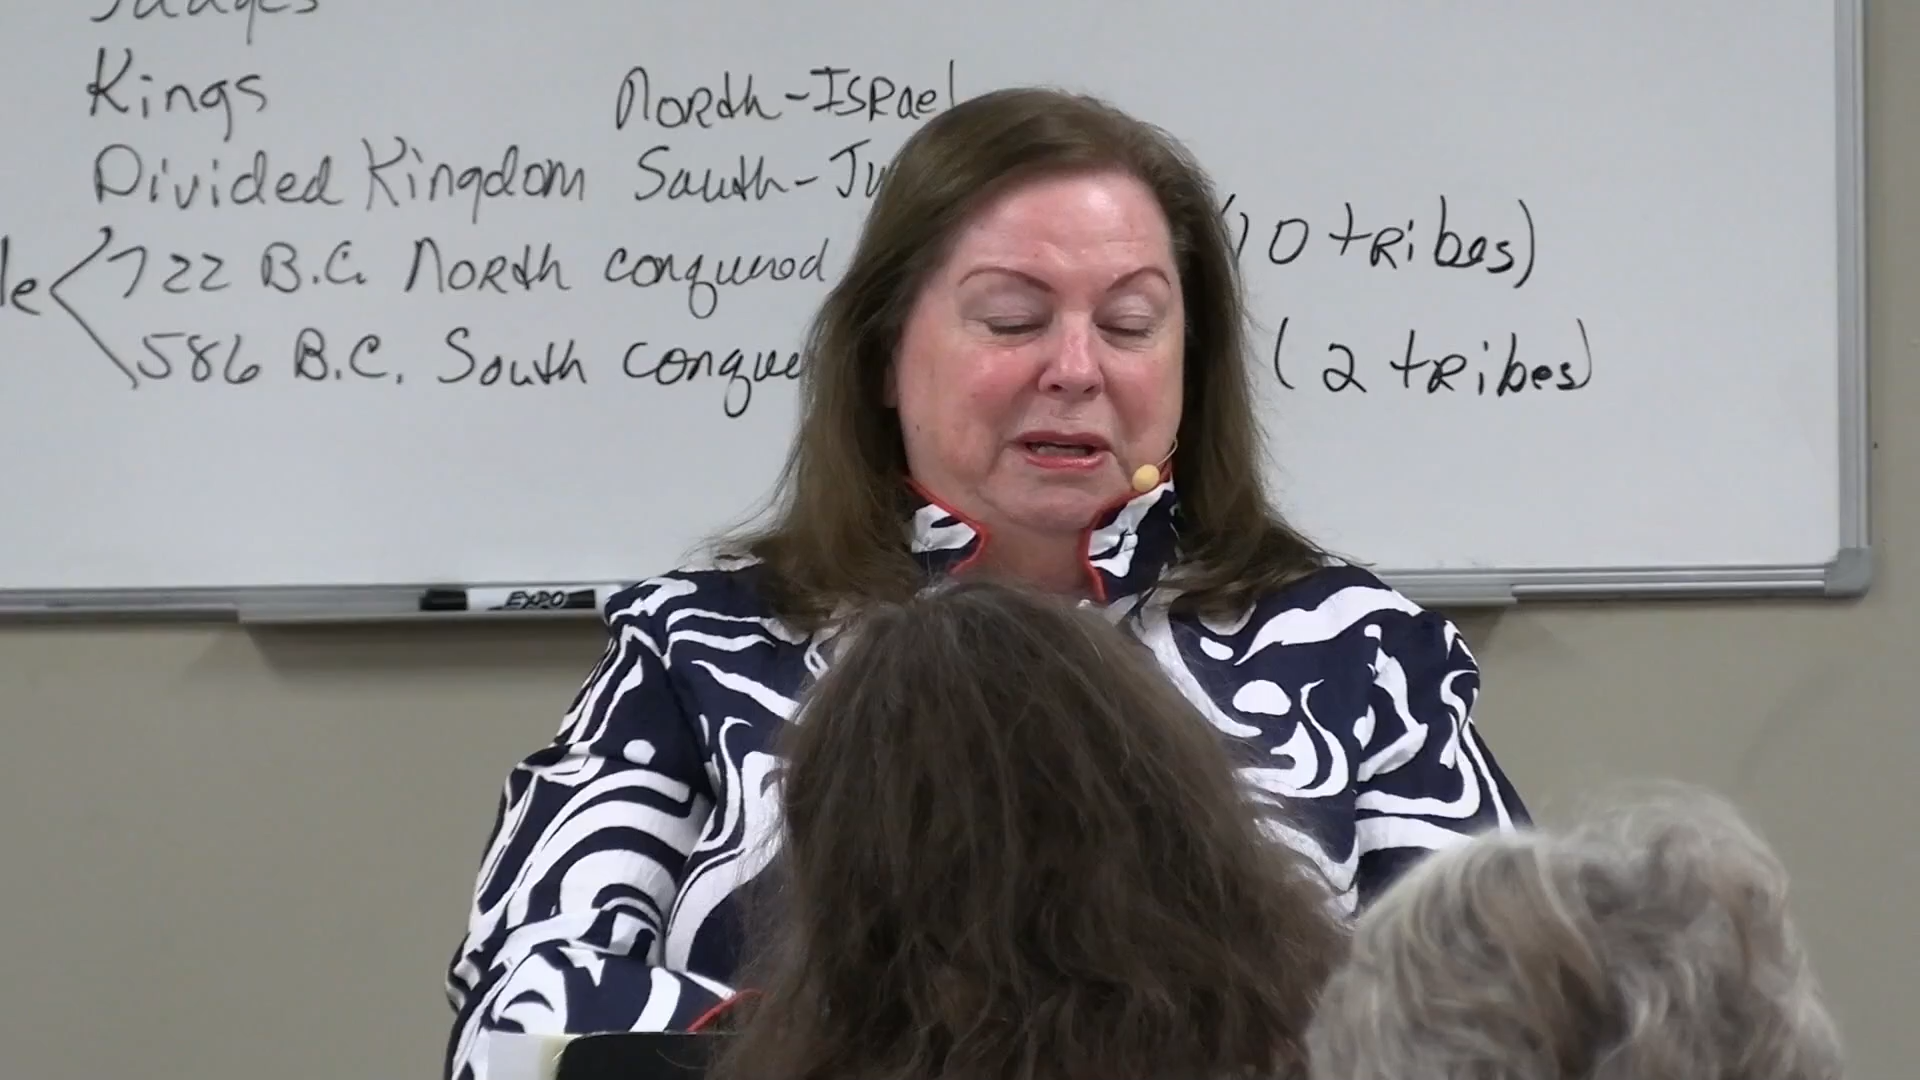 Judges
Kings North-Israel
Divided Kingdom South-Ju
le 722 B.C. North conquered (10 tribes)
586 B.C. South conque (2 tribes)
EXPO